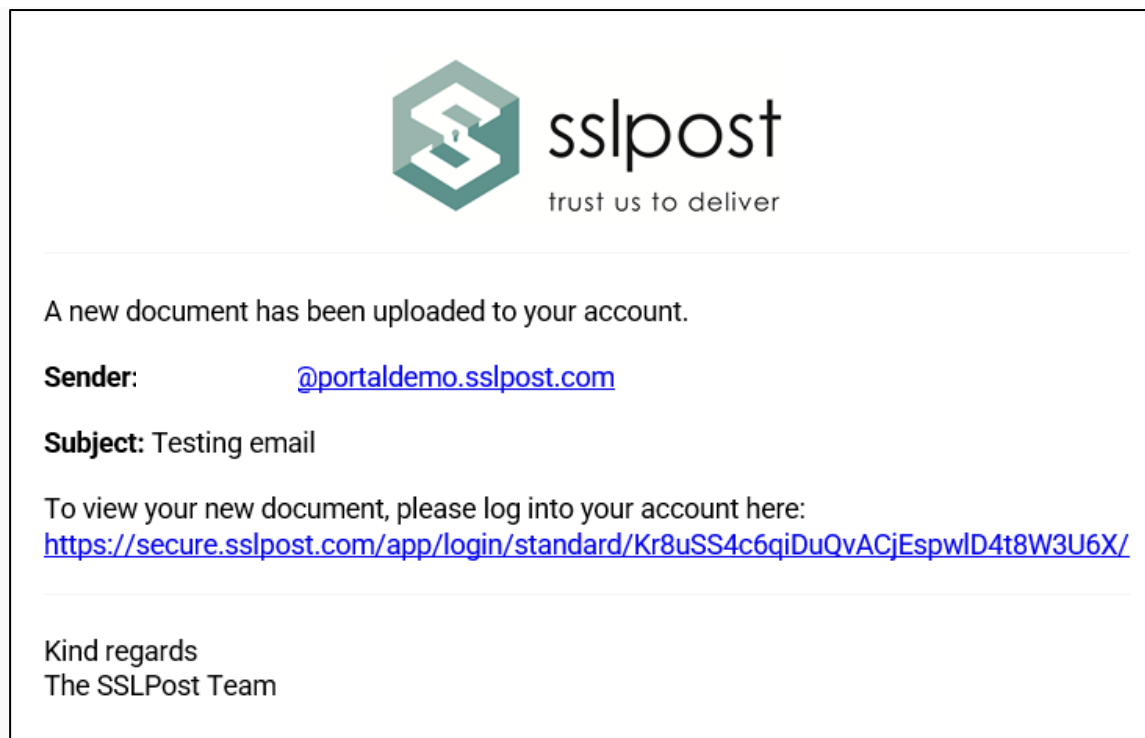 sslpost
trust us to deliver
A new document has been uploaded to your account.
Sender: @portaldemo.sslpost.com
Subject: Testing email
To view your new document, please log into your account here:
https://secure.sslpost.com/app/login/standard/Kr8uSS4c6qiDuQvACjEspwlD4t8W3U6X/
Kind regards
The SSLPost Team